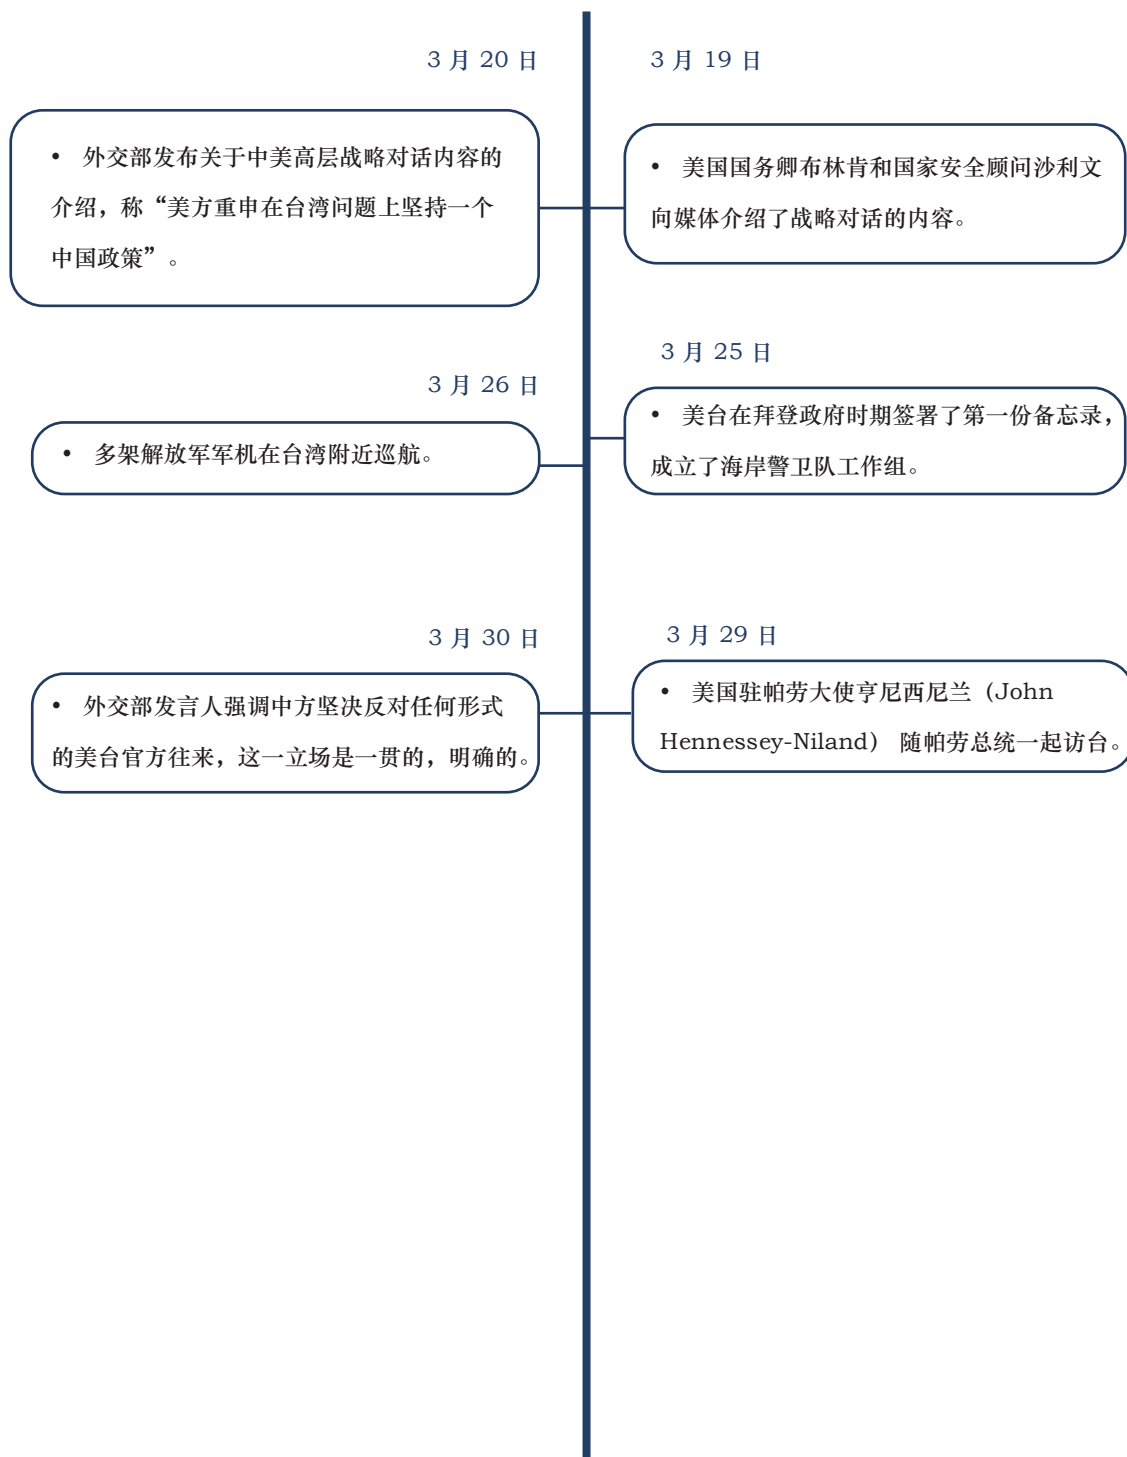 3 月 20 日
• 外交部发布关于中美高层战略对话内容的
介绍，称“美方重申在台湾问题上坚持一个
中国政策”。
3 月 19 日
• 美国国务卿布林肯和国家安全顾问沙利文
向媒体介绍了战略对话的内容。
3 月 25 日
• 美台在拜登政府时期签署了第一份备忘录，
成立了海岸警卫队工作组。
3 月 26 日
• 多架解放军军机在台湾附近巡航。
3 月 30 日
• 外交部发言人强调中方坚决反对任何形式
的美台官方往来，这一立场是一贯的，明确的。
3 月 29 日
• 美国驻帕劳大使亨尼西尼兰（John
Hennessey-Niland） 随帕劳总统一起访台。